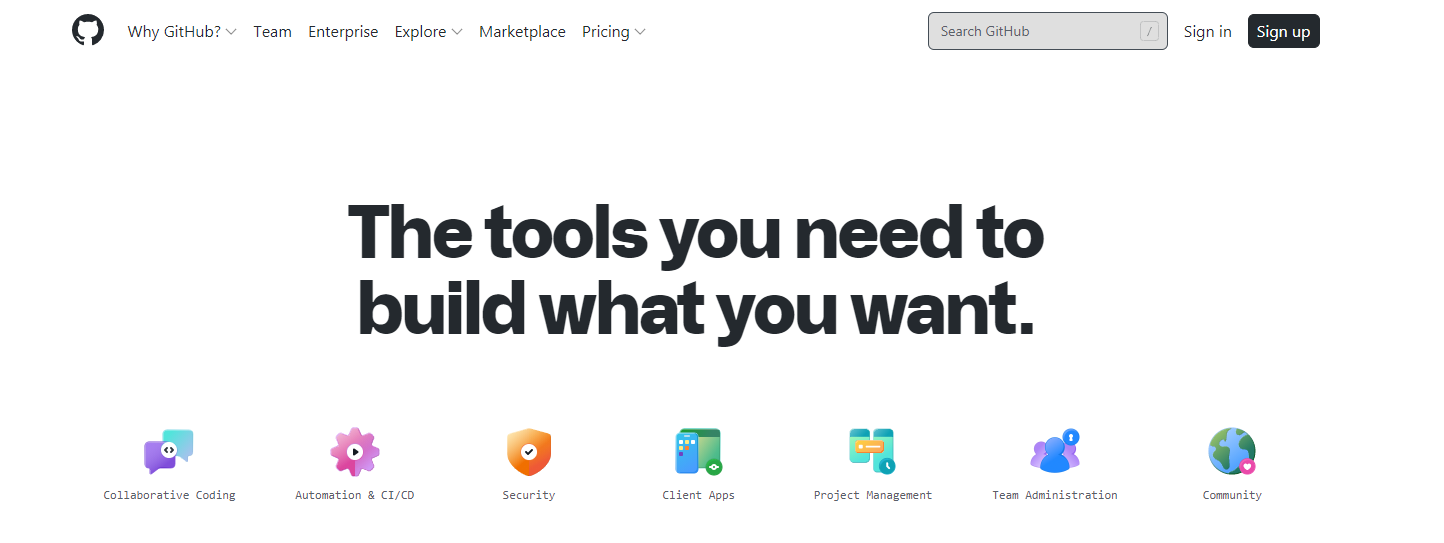 Why GitHub? Team Enterprise Explore Marketplace Pricing Search GitHub / Sign in Sign up
The tools you need to
build what you want.
Collaborative Coding Automation & CI/CD Security Client Apps Project Management Team Administration Community